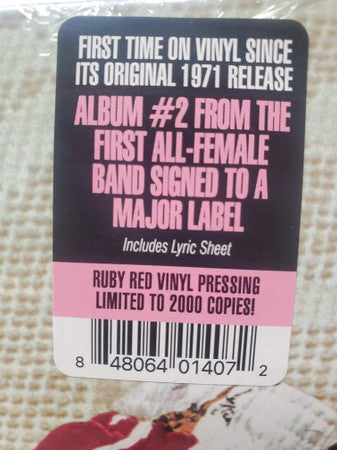 FIRST TIME ON VINYL SINCE
ITS ORIGINAL 1971 RELEASE
ALBUM #2 FROM THE
FIRST ALL-FEMALE
BAND SIGNED TO A
MAJOR LABEL
Includes Lyric Sheet
RUBY RED VINYL PRESSING
LIMITED TO 2000 COPIES!
8 48064 01407 2